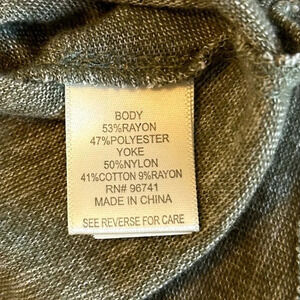 BODY
53%RAYON
47%POLYESTER
YOKE
50%NYLON
41%COTTON 9%RAYON
RN# 96741
MADE IN CHINA
SEE REVERSE FOR CARE